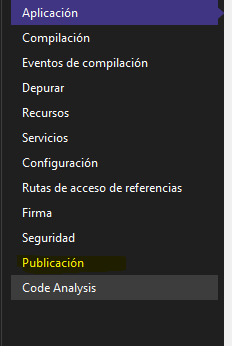 Aplicación
Compilación
Eventos de compilación
Depurar
Recursos
Servicios
Configuración
Rutas de acceso de referencias
Firma
Seguridad
Publicación
Code Analysis